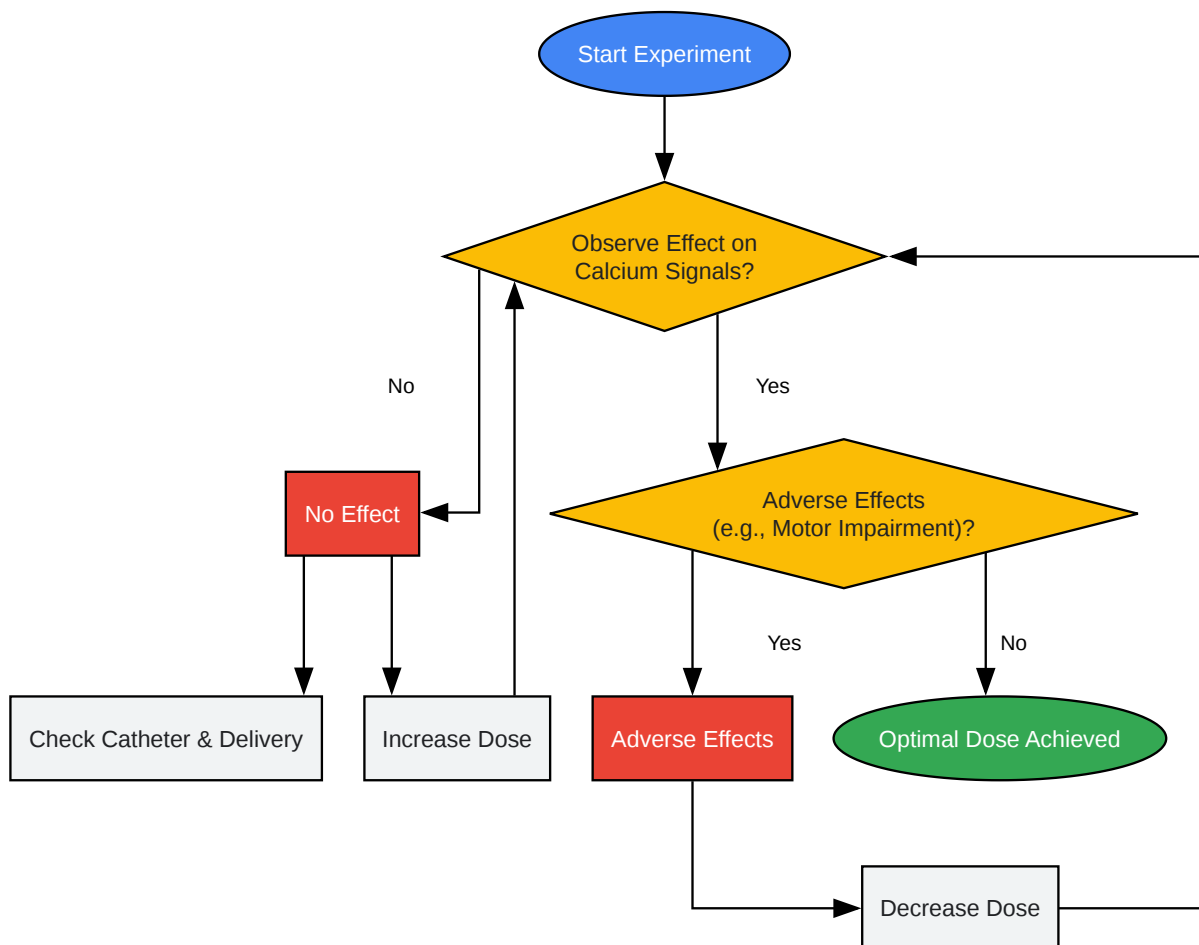 Start Experiment
Observe Effect on
Calcium Signals?
No
Yes
No Effect
Adverse Effects
(e.g., Motor Impairment)?
Yes
No
Check Catheter & Delivery
Increase Dose
Adverse Effects
Optimal Dose Achieved
Decrease Dose